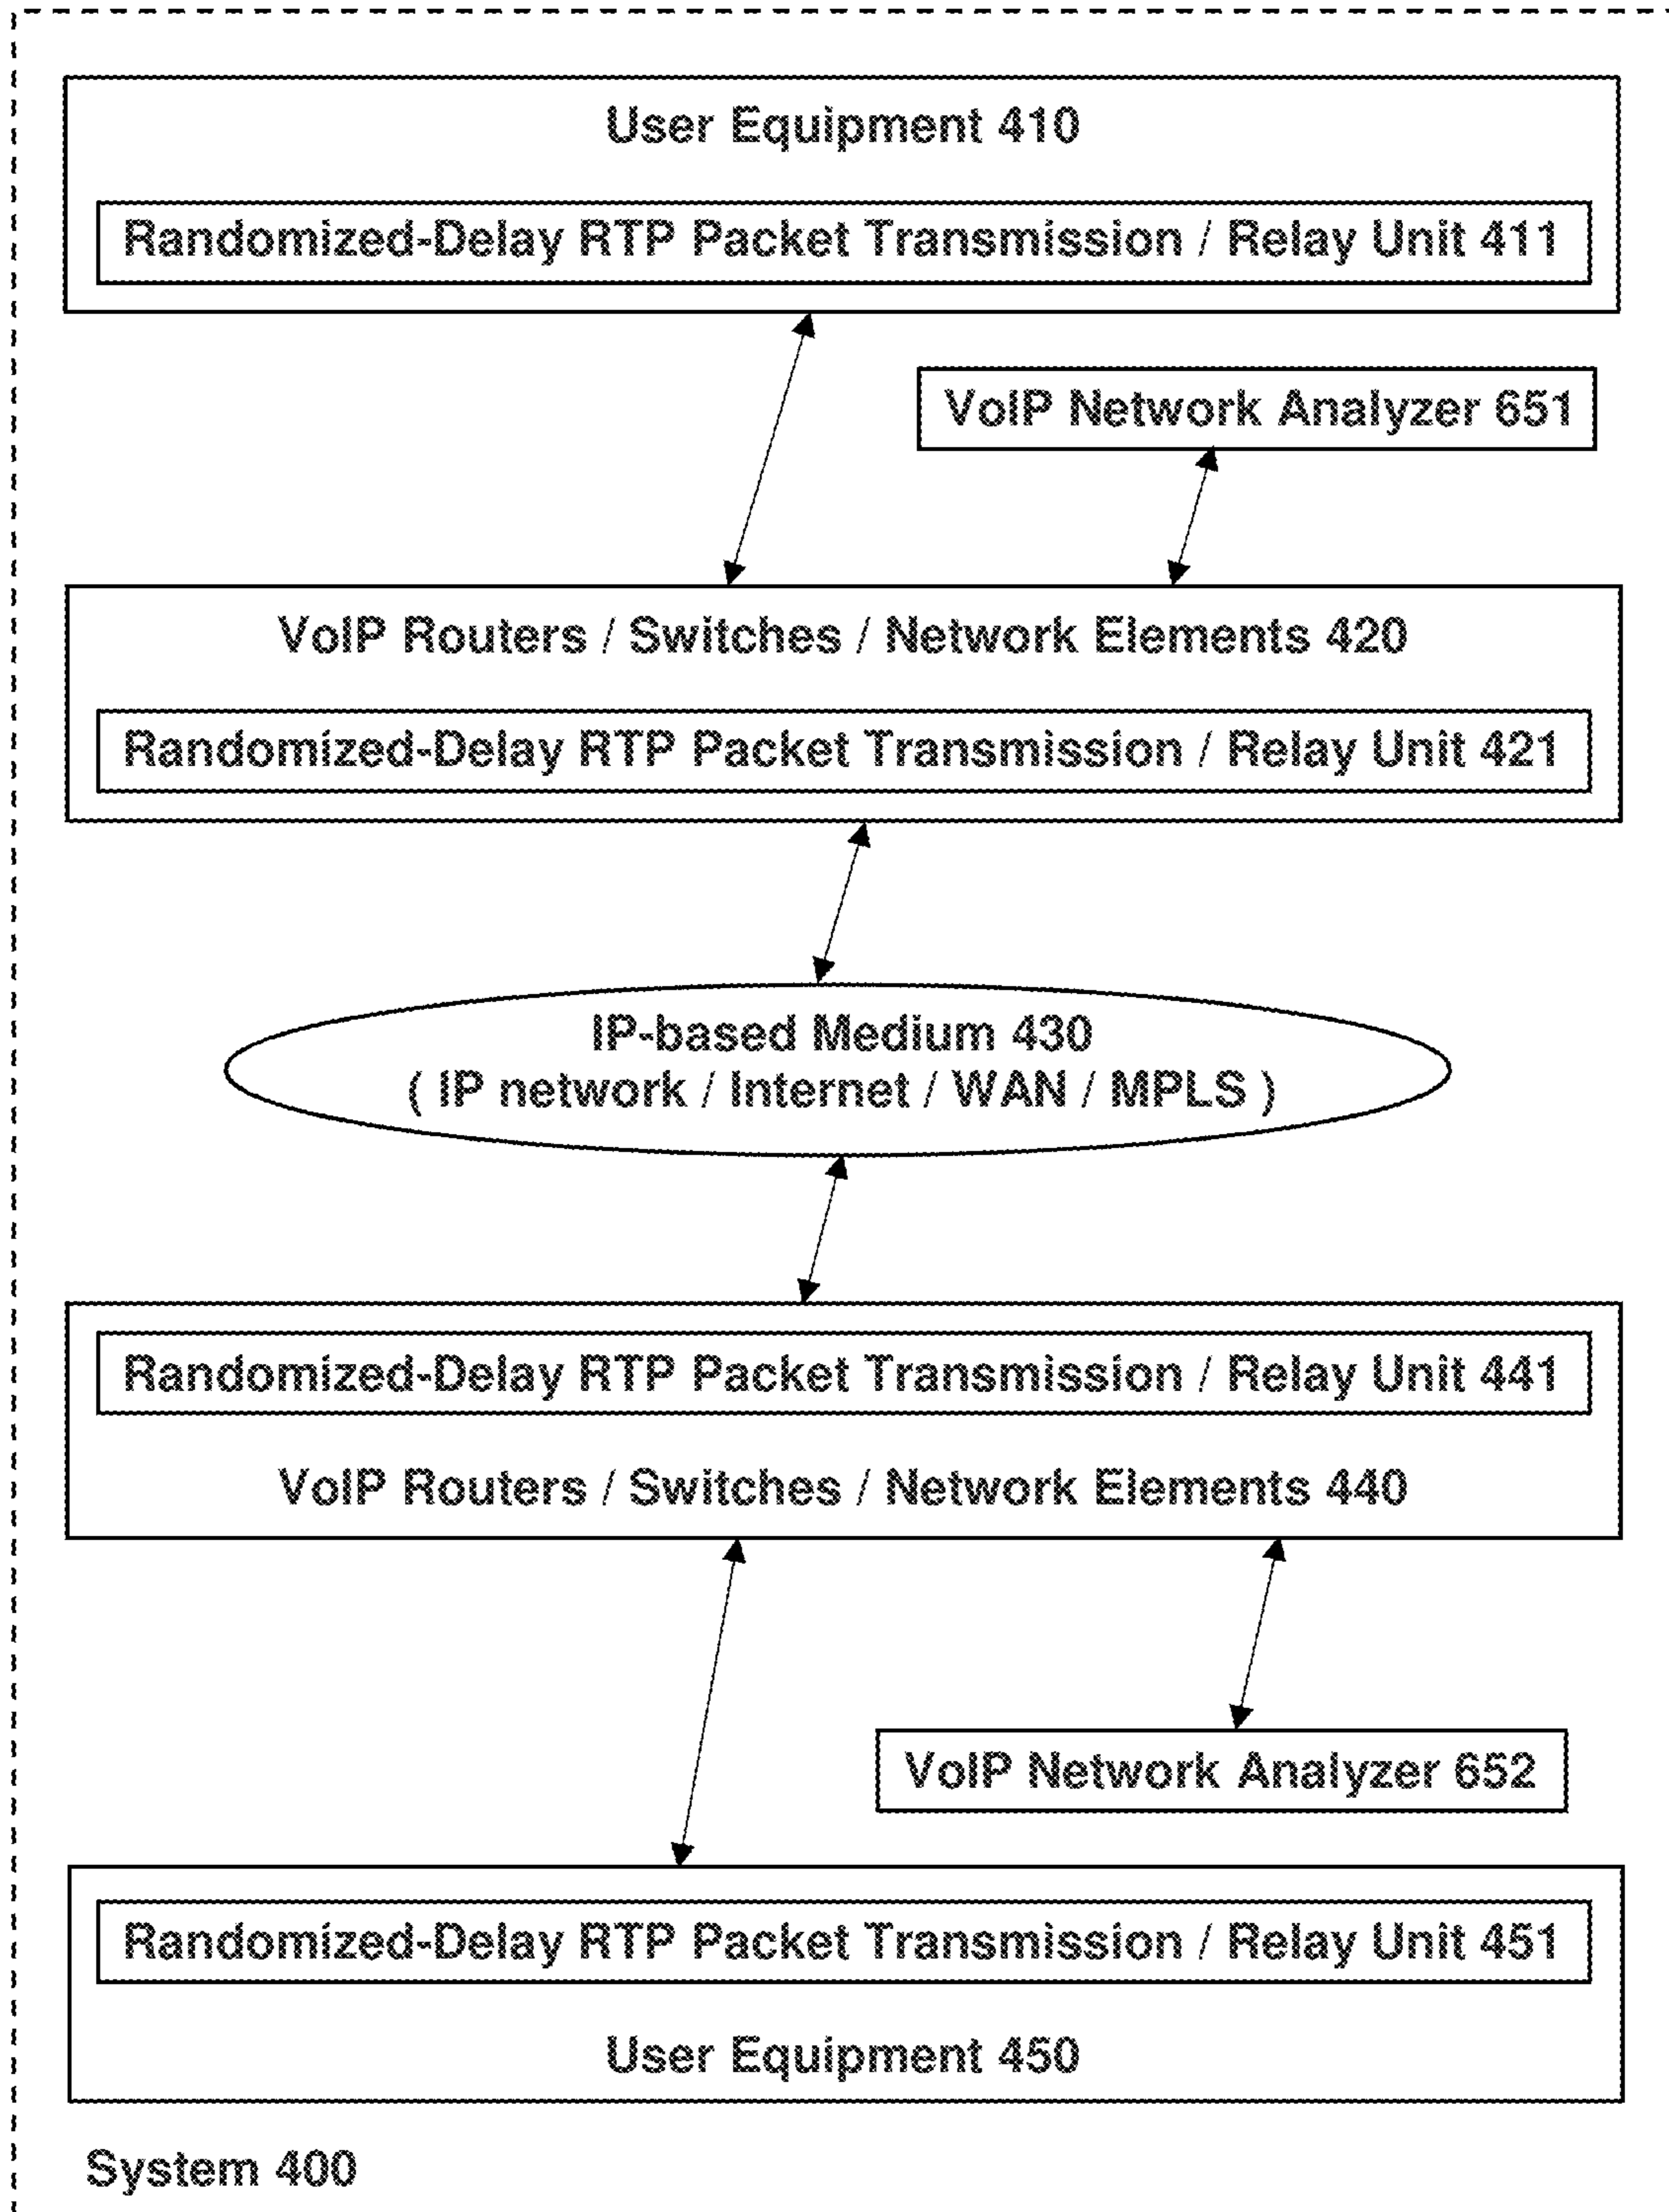 User Equipment 410
Randomized-Delay RTP Packet Transmission / Relay Unit 411
VoIP Network Analyzer 651
VoIP Routers / Switches / Network Elements 420
Randomized-Delay RTP Packet Transmission / Relay Unit 421
IP-based Medium 430
( IP network / Internet / WAN / MPLS )
Randomized-Delay RTP Packet Transmission / Relay Unit 441
VoIP Routers / Switches / Network Elements 440
VoIP Network Analyzer 652
Randomized-Delay RTP Packet Transmission / Relay Unit 451
User Equipment 450
System 400